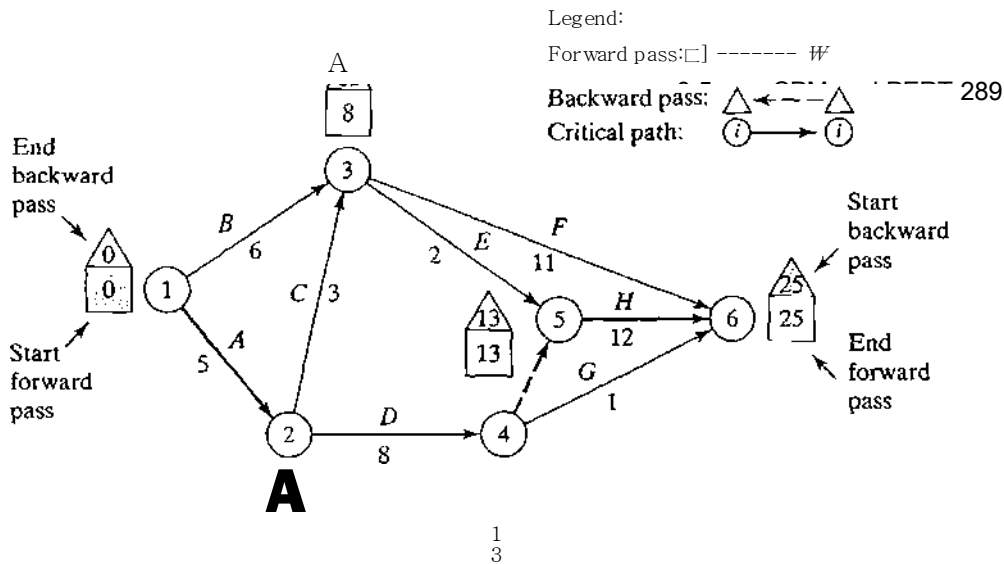 Legend:
Forward pass:
289
Backward pass:
Critical path: i i
A
8
3
End
backward
pass
0
0
1
Start
forward
pass
B
6
C
3
A
5
2
A
D
8
4
E
2
F
11
13
13
5
H
12
G
1
6
25
25
Start
backward
pass
End
forward
pass
1
3